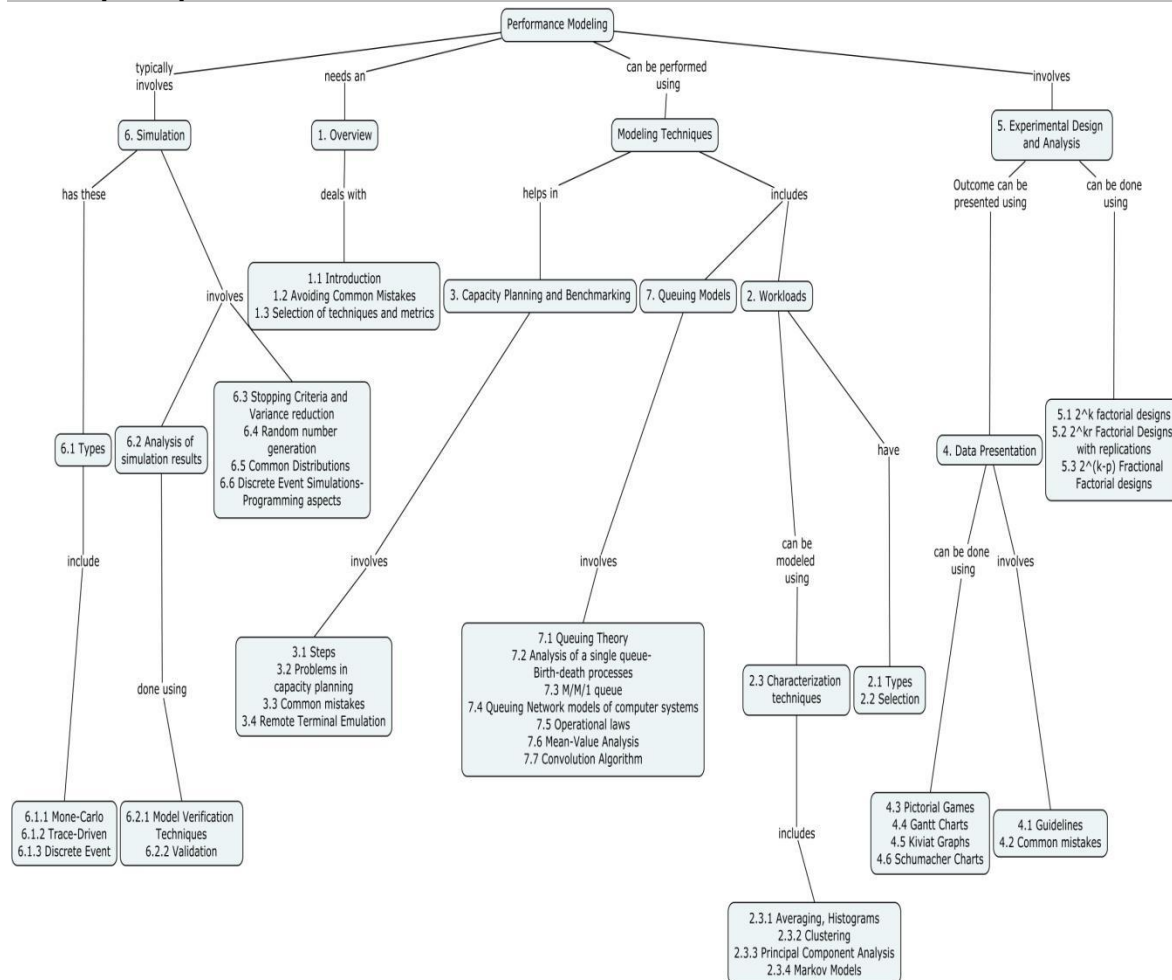 Performance Modeling
typically
involves
needs an
can be performed
using
involves
6. Simulation
1. Overview
Modeling Techniques
5. Experimental Design
and Analysis
has these
deals with
helps in
includes
Outcome can be
presented using
can be done
using
involves
1.1 Introduction
1.2 Avoiding Common Mistakes
1.3 Selection of techniques and metrics
3. Capacity Planning and Benchmarking
7. Queuing Models
2. Workloads
6.1 Types
6.2 Analysis of
simulation results
6.3 Stopping Criteria and
Variance reduction
6.4 Random number
generation
6.5 Common Distributions
6.6 Discrete Event Simulations-
Programming aspects
have
4. Data Presentation
5.1 2^k factorial designs
5.2 2^kr Factorial Designs
with replications
5.3 2^(k-p) Fractional
Factorial designs
include
involves
involves
can be
modeled
using
can be done
using
involves
done using
3.1 Steps
3.2 Problems in
capacity planning
3.3 Common mistakes
3.4 Remote Terminal Emulation
7.1 Queuing Theory
7.2 Analysis of a single queue-
Birth-death processes
7.3 M/M/1 queue
7.4 Queuing Network models of computer systems
7.5 Operational laws
7.6 Mean-Value Analysis
7.7 Convolution Algorithm
2.3 Characterization
techniques
2.1 Types
2.2 Selection
6.1.1 Mone-Carlo
6.1.2 Trace-Driven
6.1.3 Discrete Event
6.2.1 Model Verification
Techniques
6.2.2 Validation
includes
4.3 Pictorial Games
4.4 Gantt Charts
4.5 Kiviat Graphs
4.6 Schumacher Charts
4.1 Guidelines
4.2 Common mistakes
2.3.1 Averaging, Histograms
2.3.2 Clustering
2.3.3 Principal Component Analysis
2.3.4 Markov Models